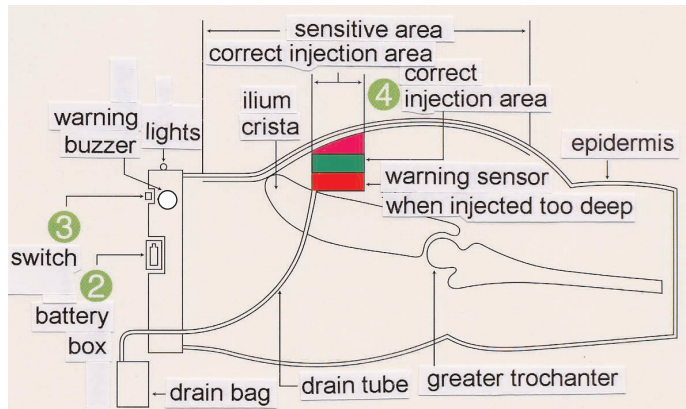 sensitive area
correct injection area
4
correct
injection area
ilium
crista
warning
buzzer
lights
epidermis
warning sensor
when injected too deep
3
switch
2
battery
box
drain bag
drain tube
greater trochanter